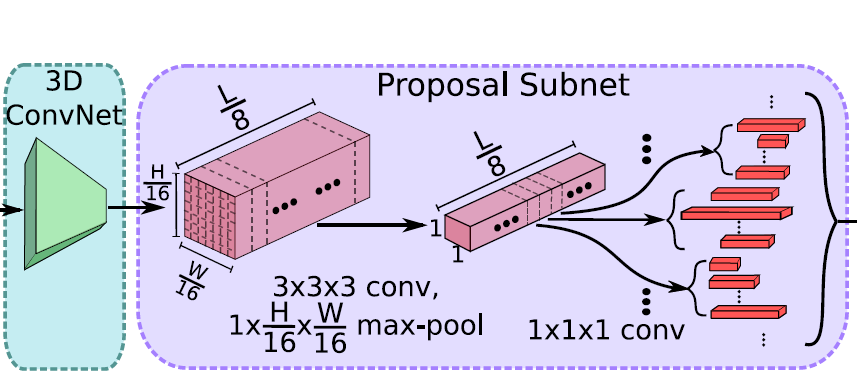 3D
ConvNet
Proposal Subnet
L/8
H/16
W/16
L/8
1
1
3x3x3 conv,
1xH/16xW/16 max-pool
1x1x1 conv